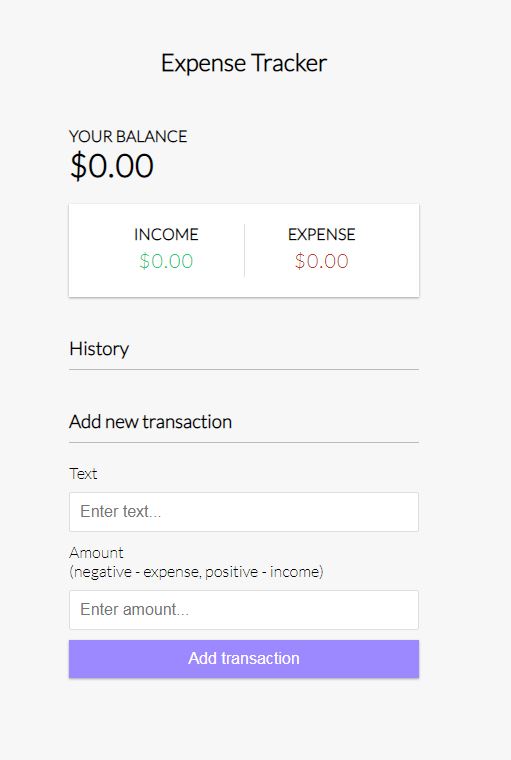 Expense Tracker
YOUR BALANCE
$0.00
INCOME
EXPENSE
$0.00
$0.00
History
Add new transaction
Text
Enter text...
Amount
(negative - expense, positive - income)
Enter amount...
Add transaction